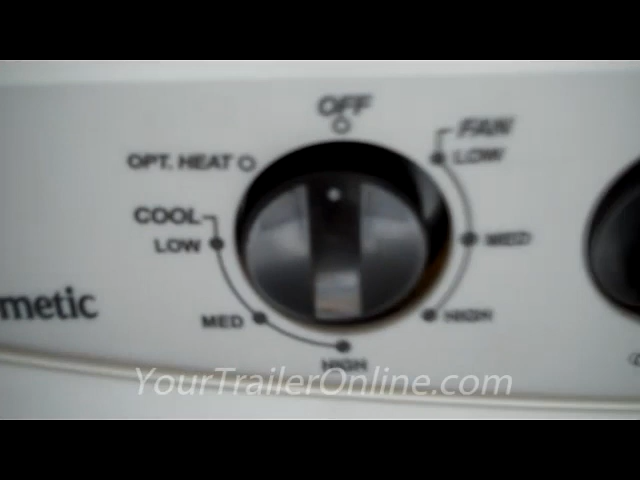 OFF
FAN
OPT. HEAT
LOW
COOL
LOW
MED
metic
MED
HIGH
HIGH
YourTrailerOnline.com